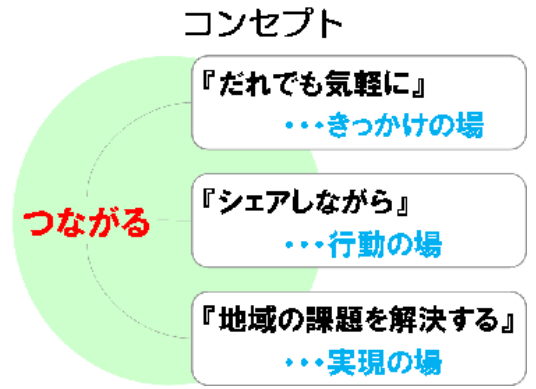 コンセプト
『だれでも気軽に』
・・・きっかけの場
つながる
『シェアしながら』
・・・行動の場
『地域の課題を解決する』
・・・実現の場